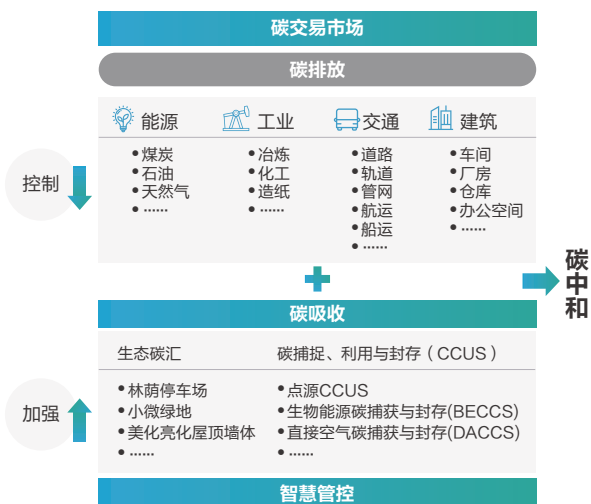 碳交易市场
碳排放
能源
•煤炭
•石油
•天然气
•······
工业
•冶炼
•化工
•造纸
•······
交通
•道路
•轨道
•管网
•航运
•船运
•······
建筑
•车间
•厂房
•仓库
•办公空间
•······
控制
碳中和
碳吸收
生态碳汇
•林荫停车场
•小微绿地
•美化亮化屋顶墙体
•······
碳捕捉、利用与封存（CCUS）
•点源CCUS
•生物能源碳捕获与封存(BECCS)
•直接空气碳捕获与封存(DACCS)
•······
加强
智慧管控